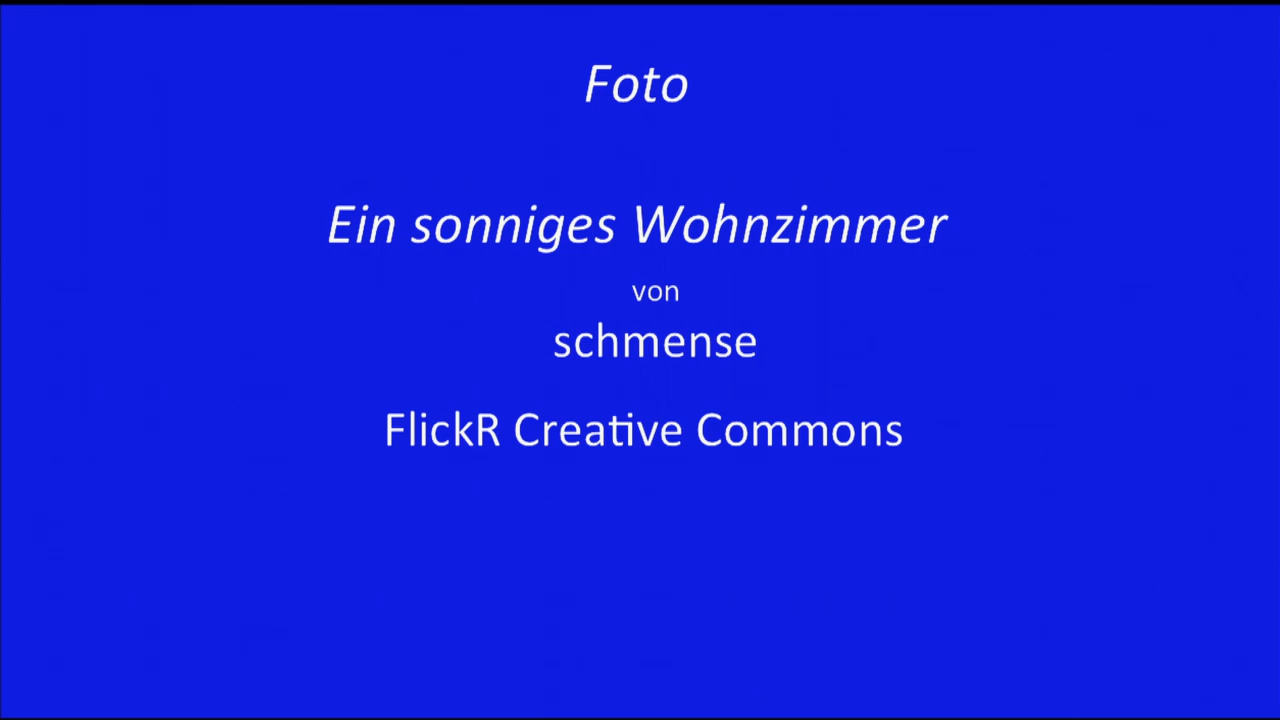 Foto
Ein sonniges Wohnzimmer
von
schmense
FlickR Creative Commons